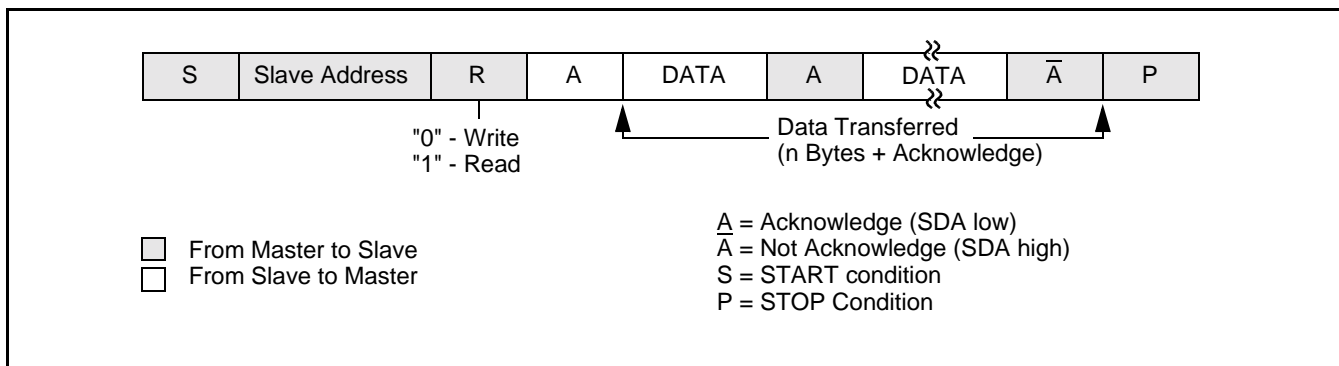 S Slave Address R A DATA A DATA A̅ P
"0" - Write
"1" - Read
Data Transferred
(n Bytes + Acknowledge)
From Master to Slave
From Slave to Master
A = Acknowledge (SDA low)
A̅ = Not Acknowledge (SDA high)
S = START condition
P = STOP Condition